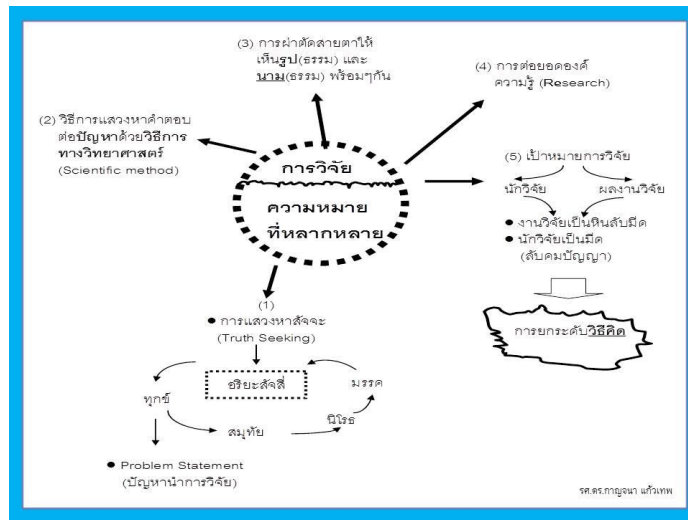 (3) การผ่าตัดสายตาให้
เห็นรูป(ธรรม) และ
นาม(ธรรม) พร้อมๆกัน
(4) การต่อยอดองค์
ความรู้ (Research)
(2) วิธีการแสวงหาคำตอบ
ต่อปัญหาด้วยวิธีการ
ทางวิทยาศาสตร์
(Scientific method)
การวิจัย
ความหมาย
ที่หลากหลาย
(5) เป้าหมายการวิจัย
นักวิจัย
ผลงานวิจัย
● งานวิจัยเป็นหินลับมีด
● นักวิจัยเป็นมีด
(ลับคมปัญญา)
การยกระดับวิธีคิด
(1)
● การแสวงหาสัจจะ
(Truth Seeking)
อริยะสัจสี่
มรรค
ทุกข์
สมุทัย
นิโรธ
● Problem Statement
(ปัญหานำการวิจัย)
รศ.ดร.กาญจนา แก้วเทพ